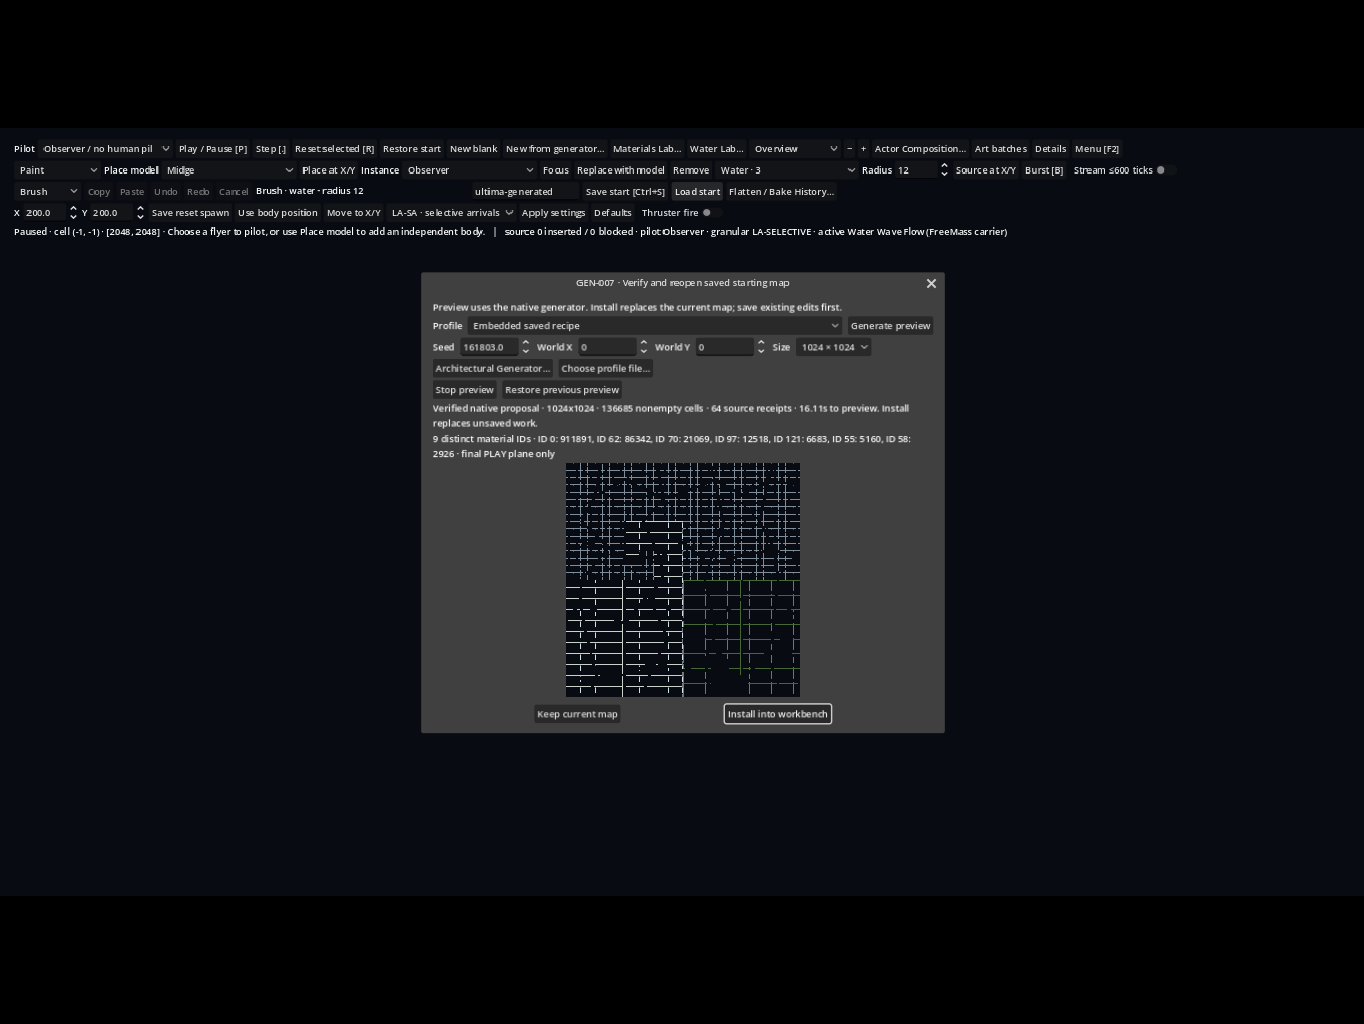 Pilot Observer / no human pil Play / Pause [P] Step [.] Reset selected [R] Restore start New blank New from generator... Materials Lab... Water Lab... Overview − + Actor Composition... Art batches Details Menu [F2]
Paint Place model Midge Place at X/Y Instance Observer Focus Replace with model Remove Water · 3 Radius 12 Source at X/Y Burst [B] Stream ≤600 ticks
Brush Copy Paste Undo Redo Cancel Brush · water · radius 12 ultima-generated Save start [Ctrl+S] Load start Flatten / Bake History...
X 200.0 Y 200.0 Save reset spawn Use body position Move to X/Y LA-SA · selective arrivals Apply settings Defaults Thruster fire
Paused · cell (-1, -1) · [2048, 2048] · Choose a flyer to pilot, or use Place model to add an independent body. | source 0 inserted / 0 blocked · pilot Observer · granular LA-SELECTIVE · active Water Wave Flow (FreeMass carrier)
GEN-007 · Verify and reopen saved starting map
Preview uses the native generator. Install replaces the current map; save existing edits first.
Profile Embedded saved recipe Generate preview
Seed 161803.0 World X 0 World Y 0 Size 1024 × 1024
Architectural Generator... Choose profile file...
Stop preview Restore previous preview
Verified native proposal · 1024x1024 · 136685 nonempty cells · 64 source receipts · 16.11s to preview. Install
replaces unsaved work.
9 distinct material IDs · ID 0: 911891, ID 62: 86342, ID 70: 21069, ID 97: 12518, ID 121: 6683, ID 55: 5160, ID 58:
2926 · final PLAY plane only
Keep current map Install into workbench